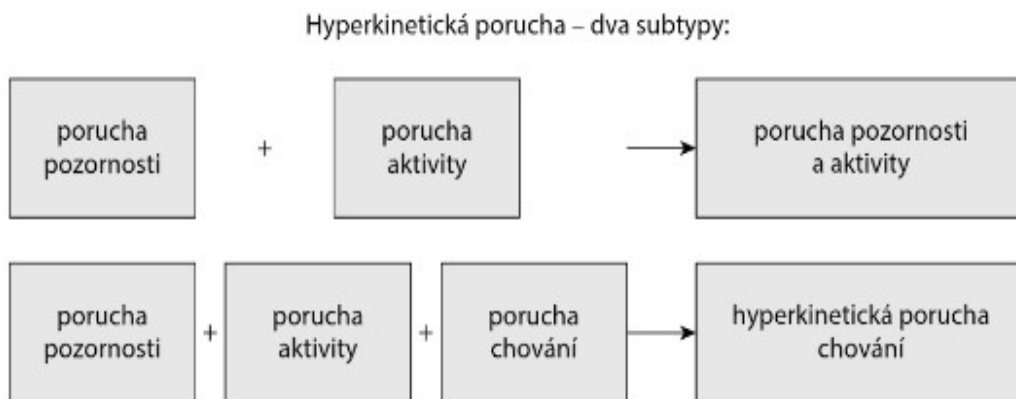 Hyperkinetická porucha – dva subtypy:
porucha
pozornosti
+
porucha
aktivity
porucha pozornosti
a aktivity
porucha
pozornosti
+
porucha
aktivity
+
porucha
chování
hyperkinetická porucha
chování